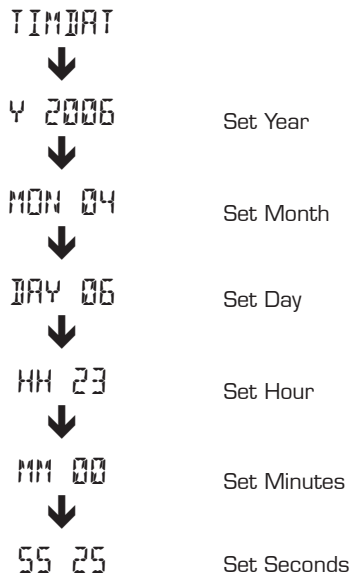 TIMDAT
Y 2006 Set Year
MON 04 Set Month
DAY 06 Set Day
HH 23 Set Hour
MM 00 Set Minutes
SS 25 Set Seconds